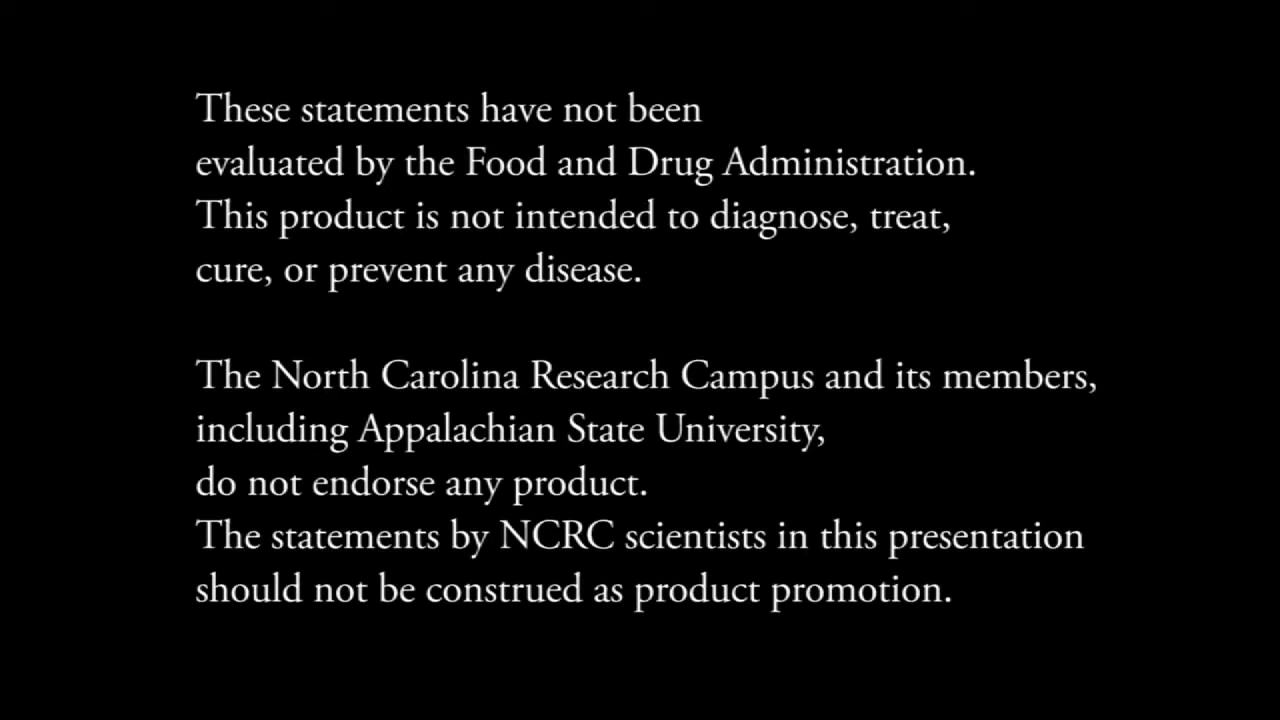 These statements have not been
evaluated by the Food and Drug Administration.
This product is not intended to diagnose, treat,
cure, or prevent any disease.
The North Carolina Research Campus and its members,
including Appalachian State University,
do not endorse any product.
The statements by NCRC scientists in this presentation
should not be construed as product promotion.